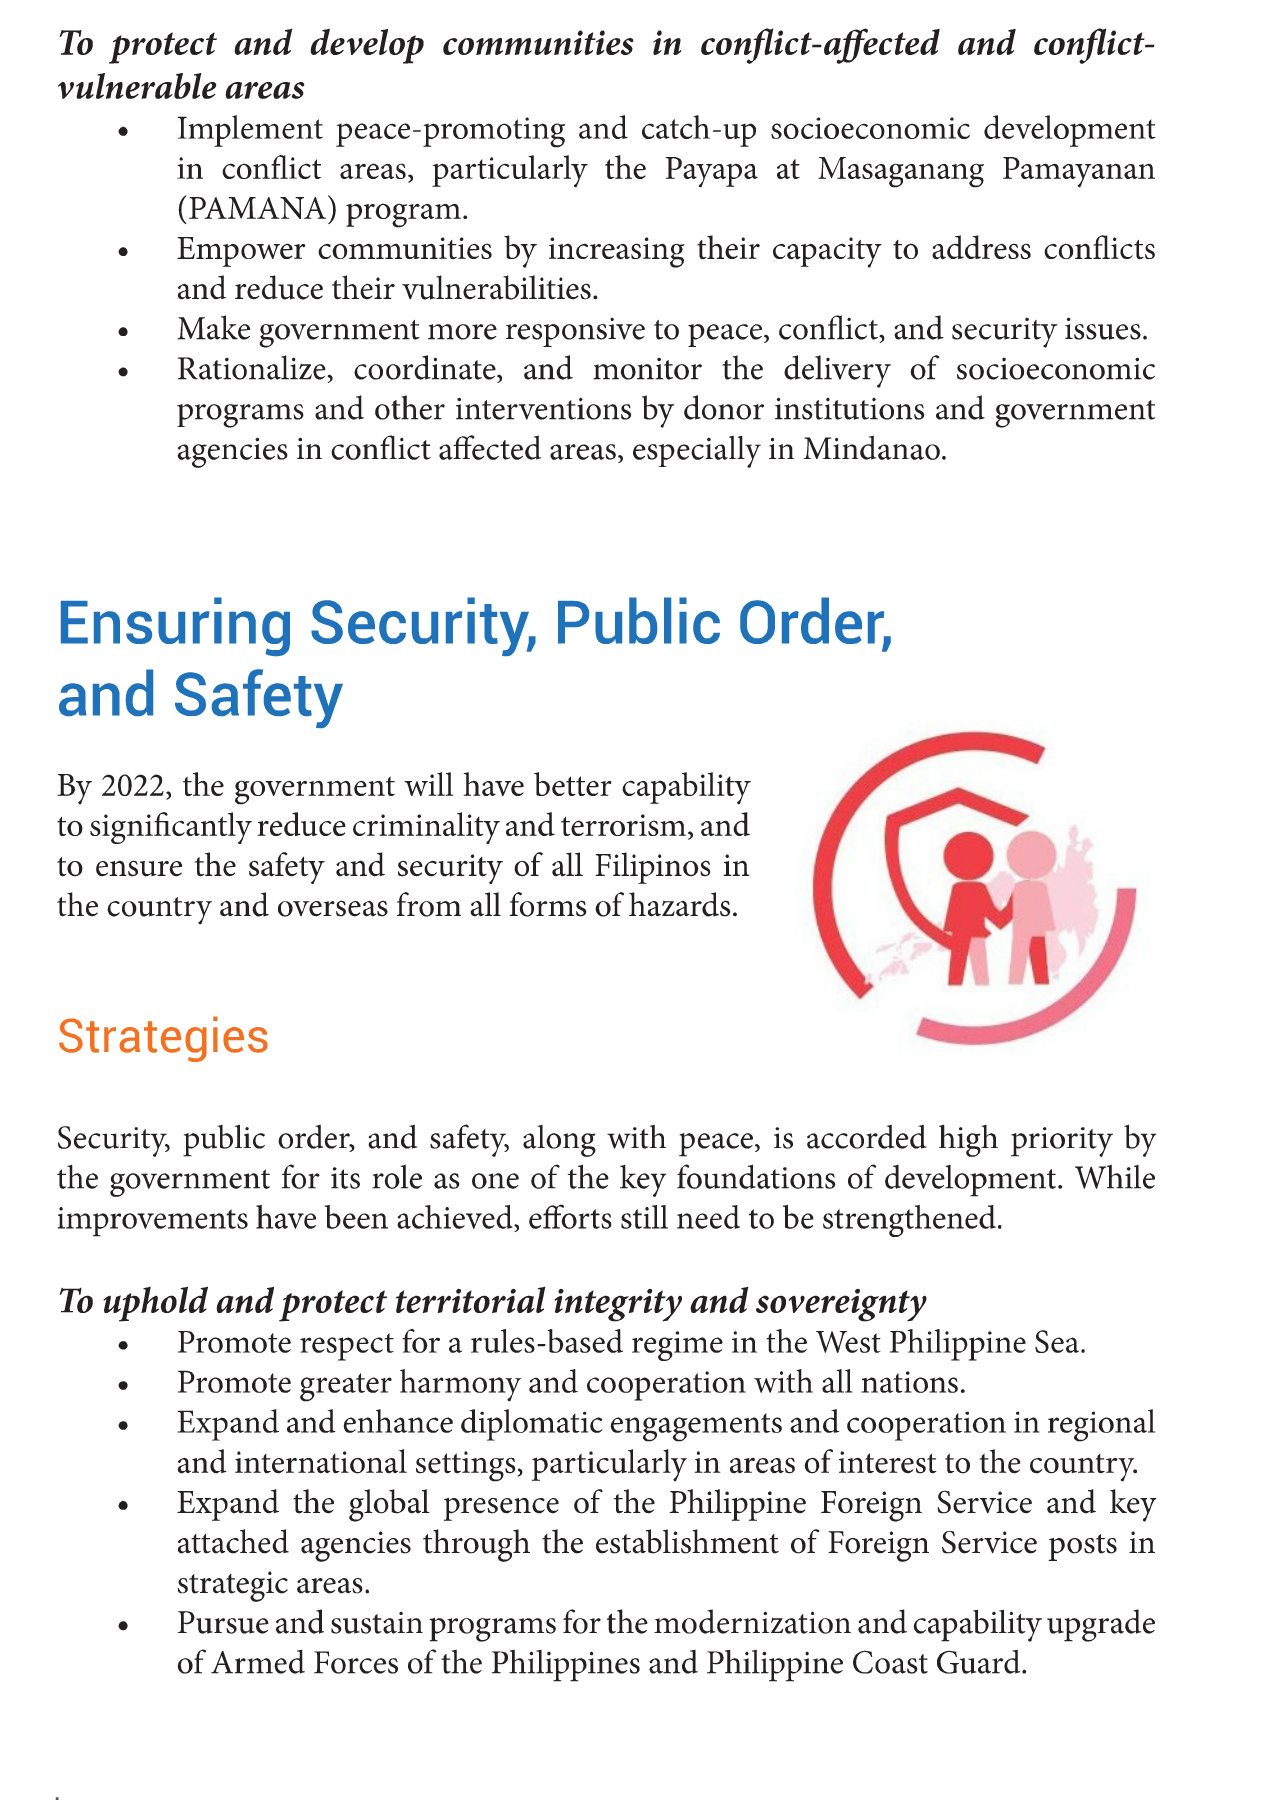 To protect and develop communities in conflict-affected and conflict-
vulnerable areas
• Implement peace-promoting and catch-up socioeconomic development
in conflict areas, particularly the Payapa at Masaganang Pamayanan
(PAMANA) program.
• Empower communities by increasing their capacity to address conflicts
and reduce their vulnerabilities.
• Make government more responsive to peace, conflict, and security issues.
• Rationalize, coordinate, and monitor the delivery of socioeconomic
programs and other interventions by donor institutions and government
agencies in conflict affected areas, especially in Mindanao.
Ensuring Security, Public Order,
and Safety
By 2022, the government will have better capability
to significantly reduce criminality and terrorism, and
to ensure the safety and security of all Filipinos in
the country and overseas from all forms of hazards.
Strategies
Security, public order, and safety, along with peace, is accorded high priority by
the government for its role as one of the key foundations of development. While
improvements have been achieved, efforts still need to be strengthened.
To uphold and protect territorial integrity and sovereignty
• Promote respect for a rules-based regime in the West Philippine Sea.
• Promote greater harmony and cooperation with all nations.
• Expand and enhance diplomatic engagements and cooperation in regional
and international settings, particularly in areas of interest to the country.
• Expand the global presence of the Philippine Foreign Service and key
attached agencies through the establishment of Foreign Service posts in
strategic areas.
• Pursue and sustain programs for the modernization and capability upgrade
of Armed Forces of the Philippines and Philippine Coast Guard.